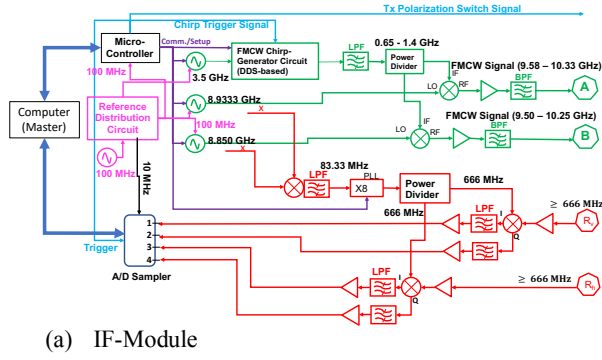 Tx Polarization Switch Signal
Chirp Trigger Signal
Comm./Setup
Micro-
Controller
FMCW Chirp-
Generator Circuit
(DDS-based)
LPF
0.65 - 1.4 GHz
Power
Divider
FMCW Signal (9.58 – 10.33 GHz)
IF
LO
RF
BPF
A
100 MHz
3.5 GHz
Computer
(Master)
Reference
Distribution
Circuit
8.9333 GHz
X
100 MHz
FMCW Signal (9.50 – 10.25 GHz)
IF
LO
RF
BPF
B
8.850 GHz
X
100 MHz
10 MHz
83.33 MHz
LPF
PLL
X8
Power
Divider
666 MHz
666 MHz
≥ 666 MHz
LPF
I
Q
Rᵥ
Trigger
1
2
3
4
A/D Sampler
≥ 666 MHz
LPF
I
Q
Rₕ
(a) IF-Module